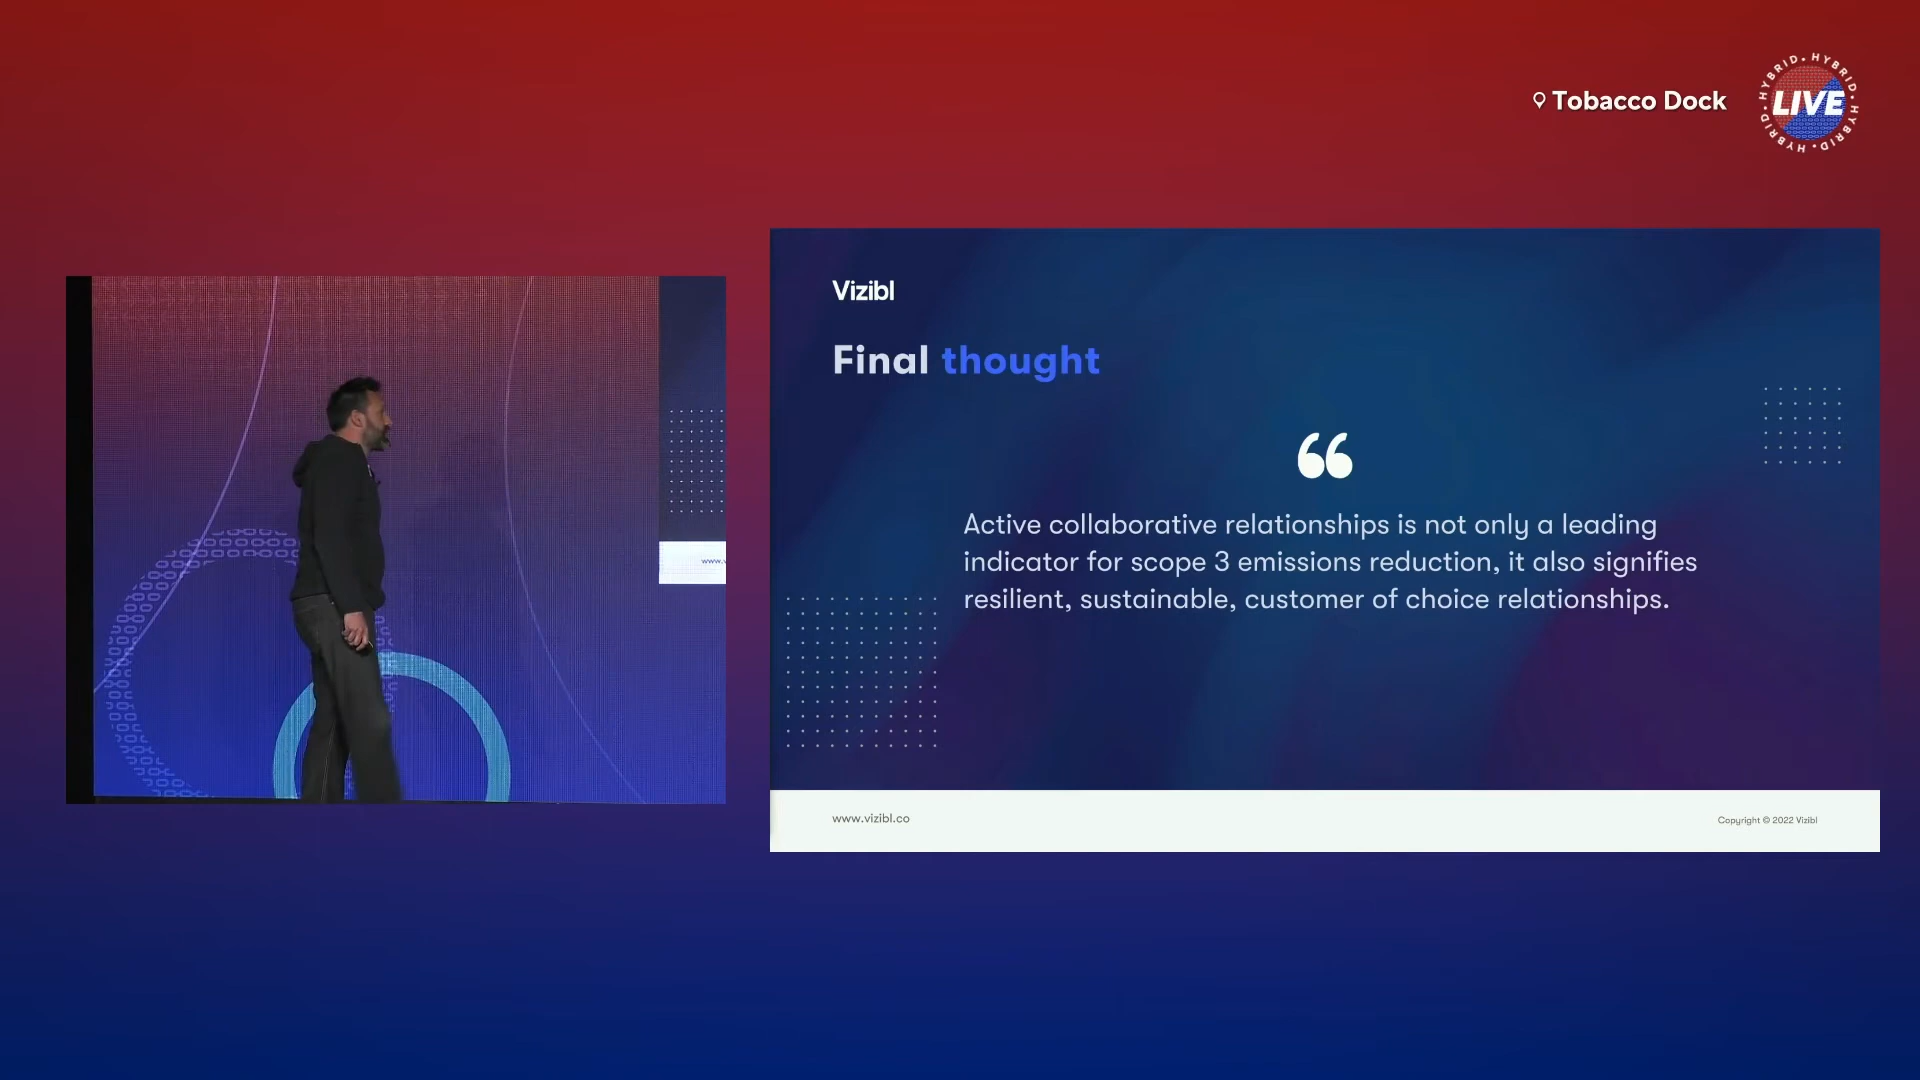 Tobacco Dock
HYBRID • HYBRID • HYBRID • HYBRID •
LIVE
Vizibl
Final thought
“
Active collaborative relationships is not only a leading
indicator for scope 3 emissions reduction, it also signifies
resilient, sustainable, customer of choice relationships.
www.vizibl.co
Copyright © 2022 Vizibl
www.v